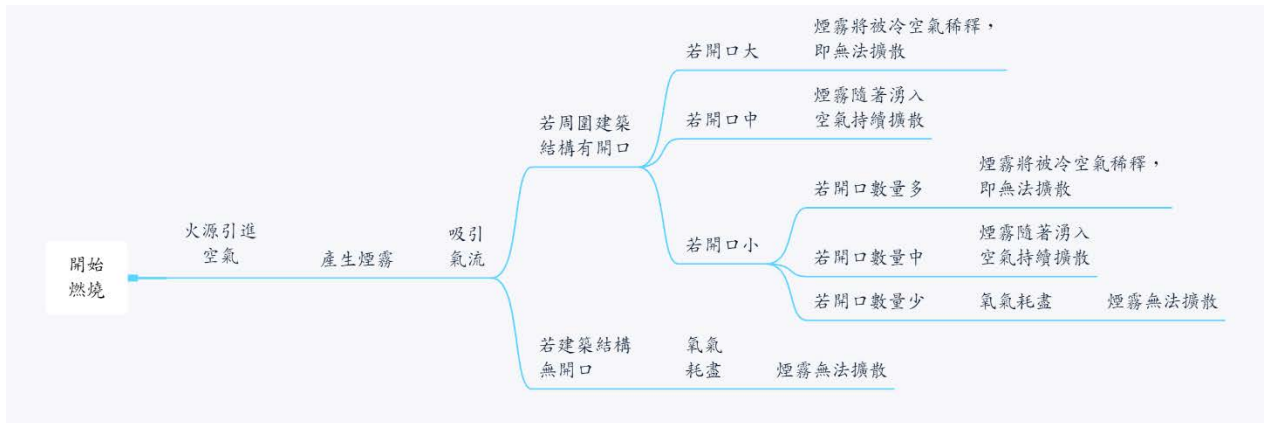 開始
燃燒
火源引進
空氣
產生煙霧
吸引
氣流
若周圍建築
結構有開口
若開口大
煙霧將被冷空氣稀釋，
即無法擴散
若開口中
煙霧隨著湧入
空氣持續擴散
若開口小
若開口數量多
煙霧將被冷空氣稀釋，
即無法擴散
若開口數量中
煙霧隨著湧入
空氣持續擴散
若開口數量少
氧氣耗盡
煙霧無法擴散
若建築結構
無開口
氧氣
耗盡
煙霧無法擴散